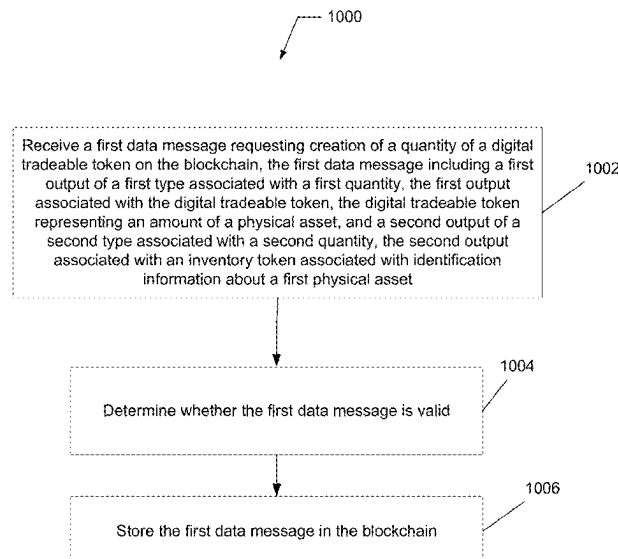 1000
Receive a first data message requesting creation of a quantity of a digital
tradeable token on the blockchain, the first data message including a first
output of a first type associated with a first quantity, the first output
associated with the digital tradeable token, the digital tradeable token
representing an amount of a physical asset, and a second output of a
second type associated with a second quantity, the second output
associated with an inventory token associated with identification
information about a first physical asset
1002
1004
Determine whether the first data message is valid
1006
Store the first data message in the blockchain